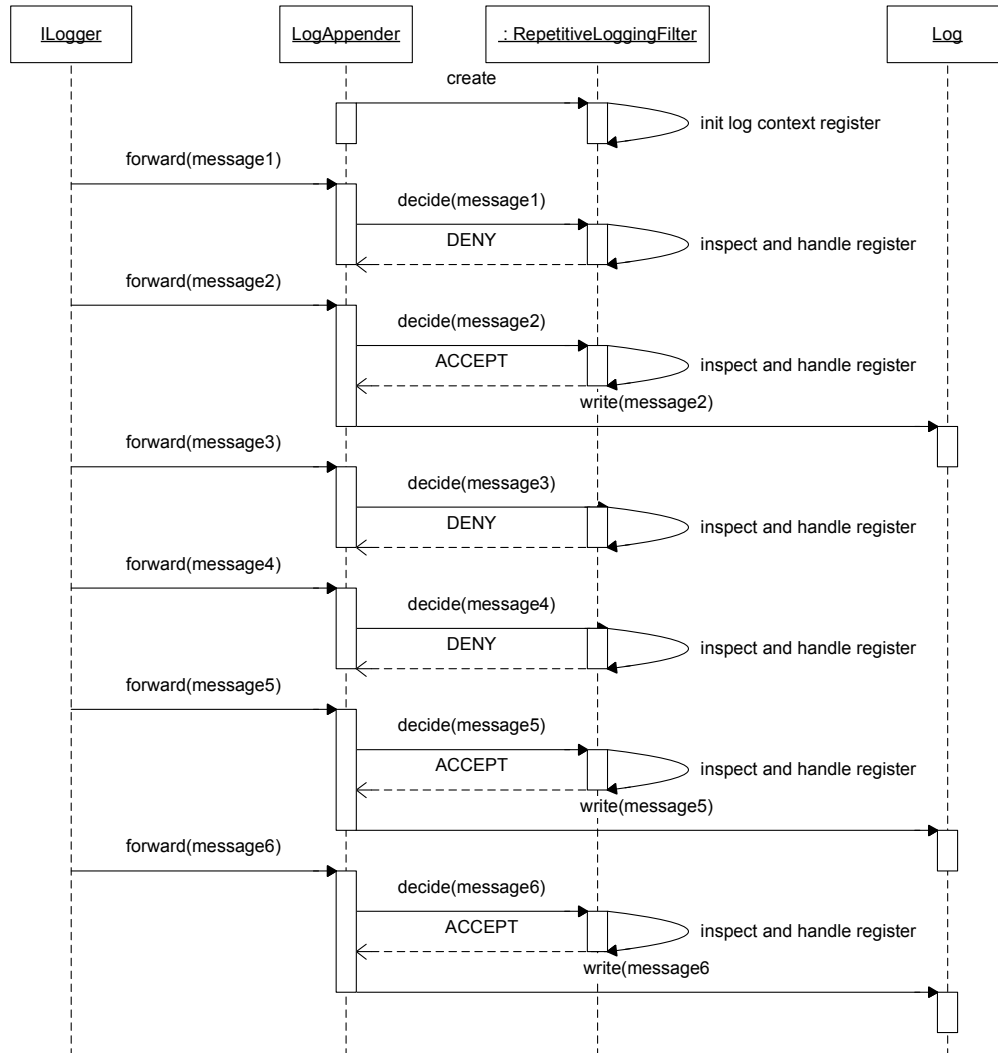 ILogger
LogAppender
: RepetitiveLoggingFilter
Log
create
init log context register
forward(message1)
decide(message1)
DENY
inspect and handle register
forward(message2)
decide(message2)
ACCEPT
inspect and handle register
write(message2)
forward(message3)
decide(message3)
DENY
inspect and handle register
forward(message4)
decide(message4)
DENY
inspect and handle register
forward(message5)
decide(message5)
ACCEPT
inspect and handle register
write(message5)
forward(message6)
decide(message6)
ACCEPT
inspect and handle register
write(message6